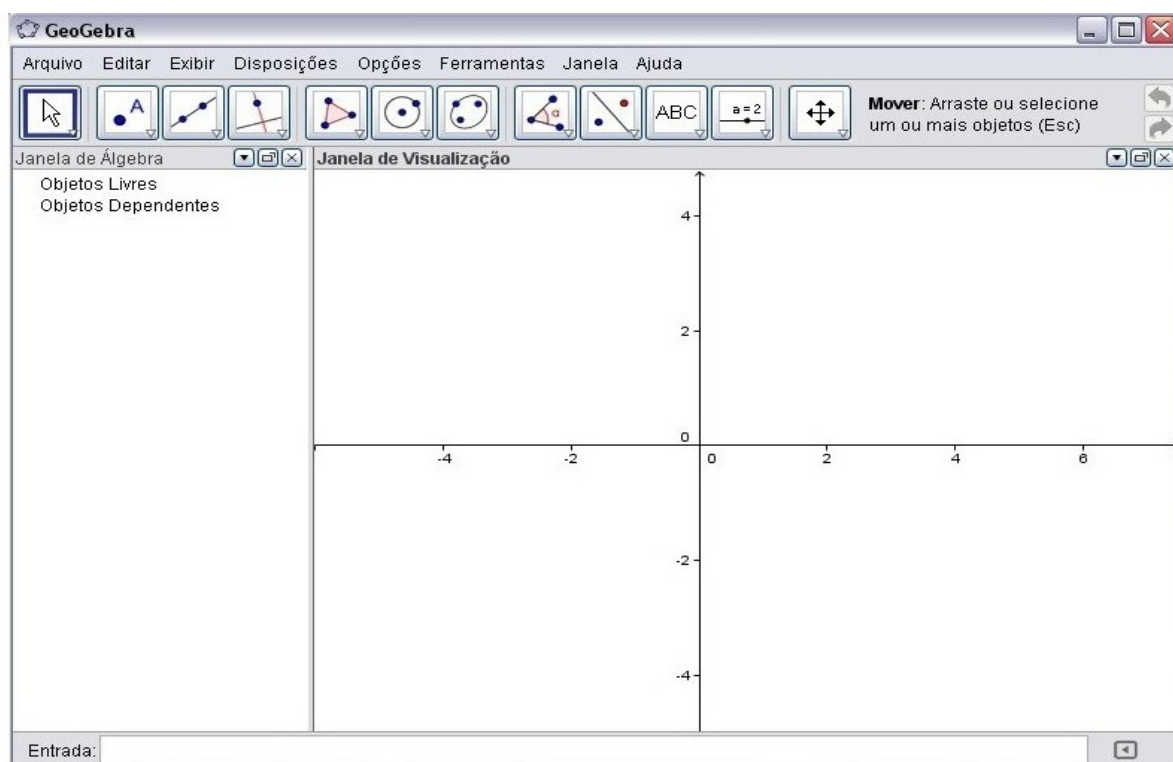 GeoGebra
Arquivo Editar Exibir Disposições Opções Ferramentas Janela Ajuda
A α ABC a=2 Mover: Arraste ou selecione
um ou mais objetos (Esc)
Janela de Álgebra Janela de Visualização
Objetos Livres
Objetos Dependentes
4
2
0
-4 -2 0 2 4 6
-2
-4
Entrada: